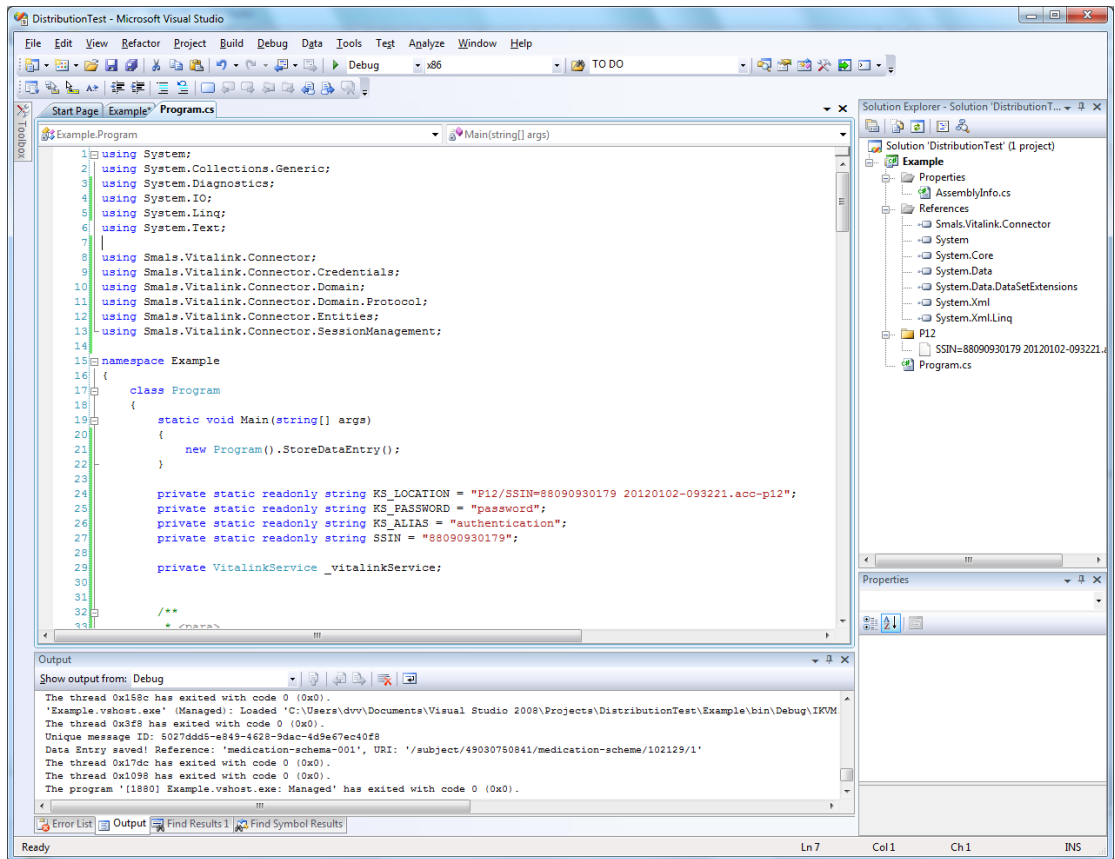 DistributionTest - Microsoft Visual Studio
File Edit View Refactor Project Build Debug Data Tools Test Analyze Window Help
Debug x86 TO DO
Toolbox
Start Page Example* Program.cs
Example.Program Main(string[] args)
1 using System;
2 using System.Collections.Generic;
3 using System.Diagnostics;
4 using System.IO;
5 using System.Linq;
6 using System.Text;
7
8 using Smals.Vitalink.Connector;
9 using Smals.Vitalink.Connector.Credentials;
10 using Smals.Vitalink.Connector.Domain;
11 using Smals.Vitalink.Connector.Domain.Protocol;
12 using Smals.Vitalink.Connector.Entities;
13 using Smals.Vitalink.Connector.SessionManagement;
14
15 namespace Example
16 {
17 class Program
18 {
19 static void Main(string[] args)
20 {
21 new Program().StoreDataEntry();
22 }
23
24 private static readonly string KS_LOCATION = "P12/SSIN=88090930179 20120102-093221.acc-p12";
25 private static readonly string KS_PASSWORD = "password";
26 private static readonly string KS_ALIAS = "authentication";
27 private static readonly string SSIN = "88090930179";
28
29 private VitalinkService _vitalinkService;
30
31
32 /**
33 * <para>
Solution Explorer - Solution 'DistributionT...
Solution 'DistributionTest' (1 project)
Example
Properties
AssemblyInfo.cs
References
Smals.Vitalink.Connector
System
System.Core
System.Data
System.Data.DataSetExtensions
System.Xml
System.Xml.Linq
P12
SSIN=88090930179 20120102-093221.a
Program.cs
Properties
Output
Show output from: Debug
The thread 0x158c has exited with code 0 (0x0).
'Example.vshost.exe' (Managed): Loaded 'C:\Users\dvv\Documents\Visual Studio 2008\Projects\DistributionTest\Example\bin\Debug\IKVM
The thread 0x3f8 has exited with code 0 (0x0).
Unique message ID: 5027ddd5-e849-4628-9dac-4d9e67ec40f8
Data Entry saved! Reference: 'medication-schema-001', URI: '/subject/49030750841/medication-scheme/102129/1'
The thread 0x17dc has exited with code 0 (0x0).
The thread 0x1098 has exited with code 0 (0x0).
The program '[1880] Example.vshost.exe: Managed' has exited with code 0 (0x0).
Error List Output Find Results 1 Find Symbol Results
Ready Ln 7 Col 1 Ch 1 INS